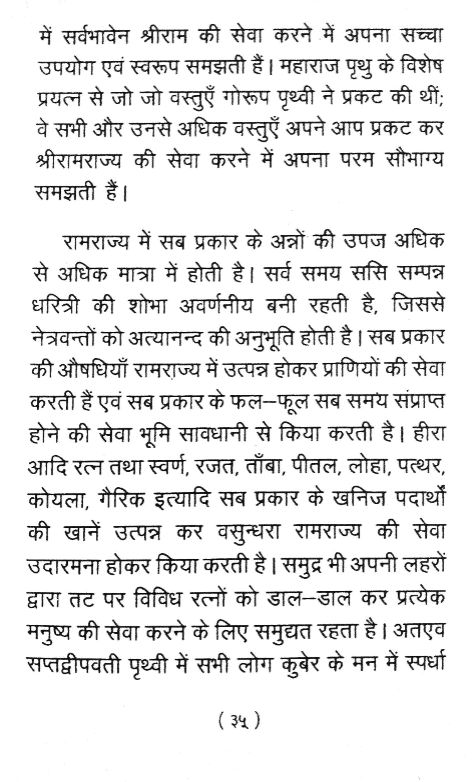 में सर्वभावेन श्रीराम की सेवा करने में अपना सच्चा
उपयोग एवं स्वरूप समझती हैं। महाराज पृथु के विशेष
प्रयत्न से जो जो वस्तुएँ गोरूप पृथ्वी ने प्रकट की थीं;
वे सभी और उनसे अधिक वस्तुएँ अपने आप प्रकट कर
श्रीरामराज्य की सेवा करने में अपना परम सौभाग्य
समझती हैं।
रामराज्य में सब प्रकार के अन्नों की उपज अधिक
से अधिक मात्रा में होती है। सर्व समय ससि सम्पन्न
धरित्री की शोभा अवर्णनीय बनी रहती है, जिससे
नेत्रवन्तों को अत्यानन्द की अनुभूति होती है। सब प्रकार
की औषधियाँ रामराज्य में उत्पन्न होकर प्राणियों की सेवा
करती हैं एवं सब प्रकार के फल–फूल सब समय संप्राप्त
होने की सेवा भूमि सावधानी से किया करती है। हीरा
आदि रत्न तथा स्वर्ण, रजत, ताँबा, पीतल, लोहा, पत्थर,
कोयला, गैरिक इत्यादि सब प्रकार के खनिज पदार्थों
की खानें उत्पन्न कर वसुन्धरा रामराज्य की सेवा
उदारमना होकर किया करती है। समुद्र भी अपनी लहरों
द्वारा तट पर विविध रत्नों को डाल–डाल कर प्रत्येक
मनुष्य की सेवा करने के लिए समुद्यत रहता है। अतएव
सप्तद्वीपवती पृथ्वी में सभी लोग कुबेर के मन में स्पर्धा
(३५)